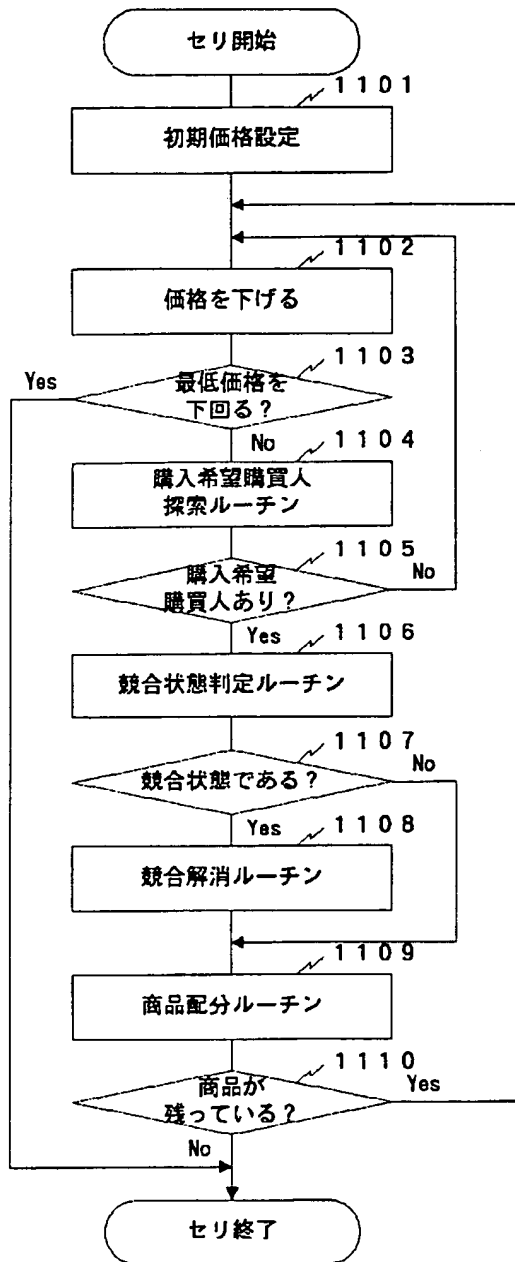 セリ開始
1101
初期価格設定
1102
価格を下げる
1103
Yes
最低価格を
下回る？
No
1104
購入希望購買人
探索ルーチン
1105
購入希望
購買人あり？
No
Yes
1106
競合状態判定ルーチン
1107
競合状態である？
No
Yes
1108
競合解消ルーチン
1109
商品配分ルーチン
1110
商品が
残っている？
Yes
No
セリ終了